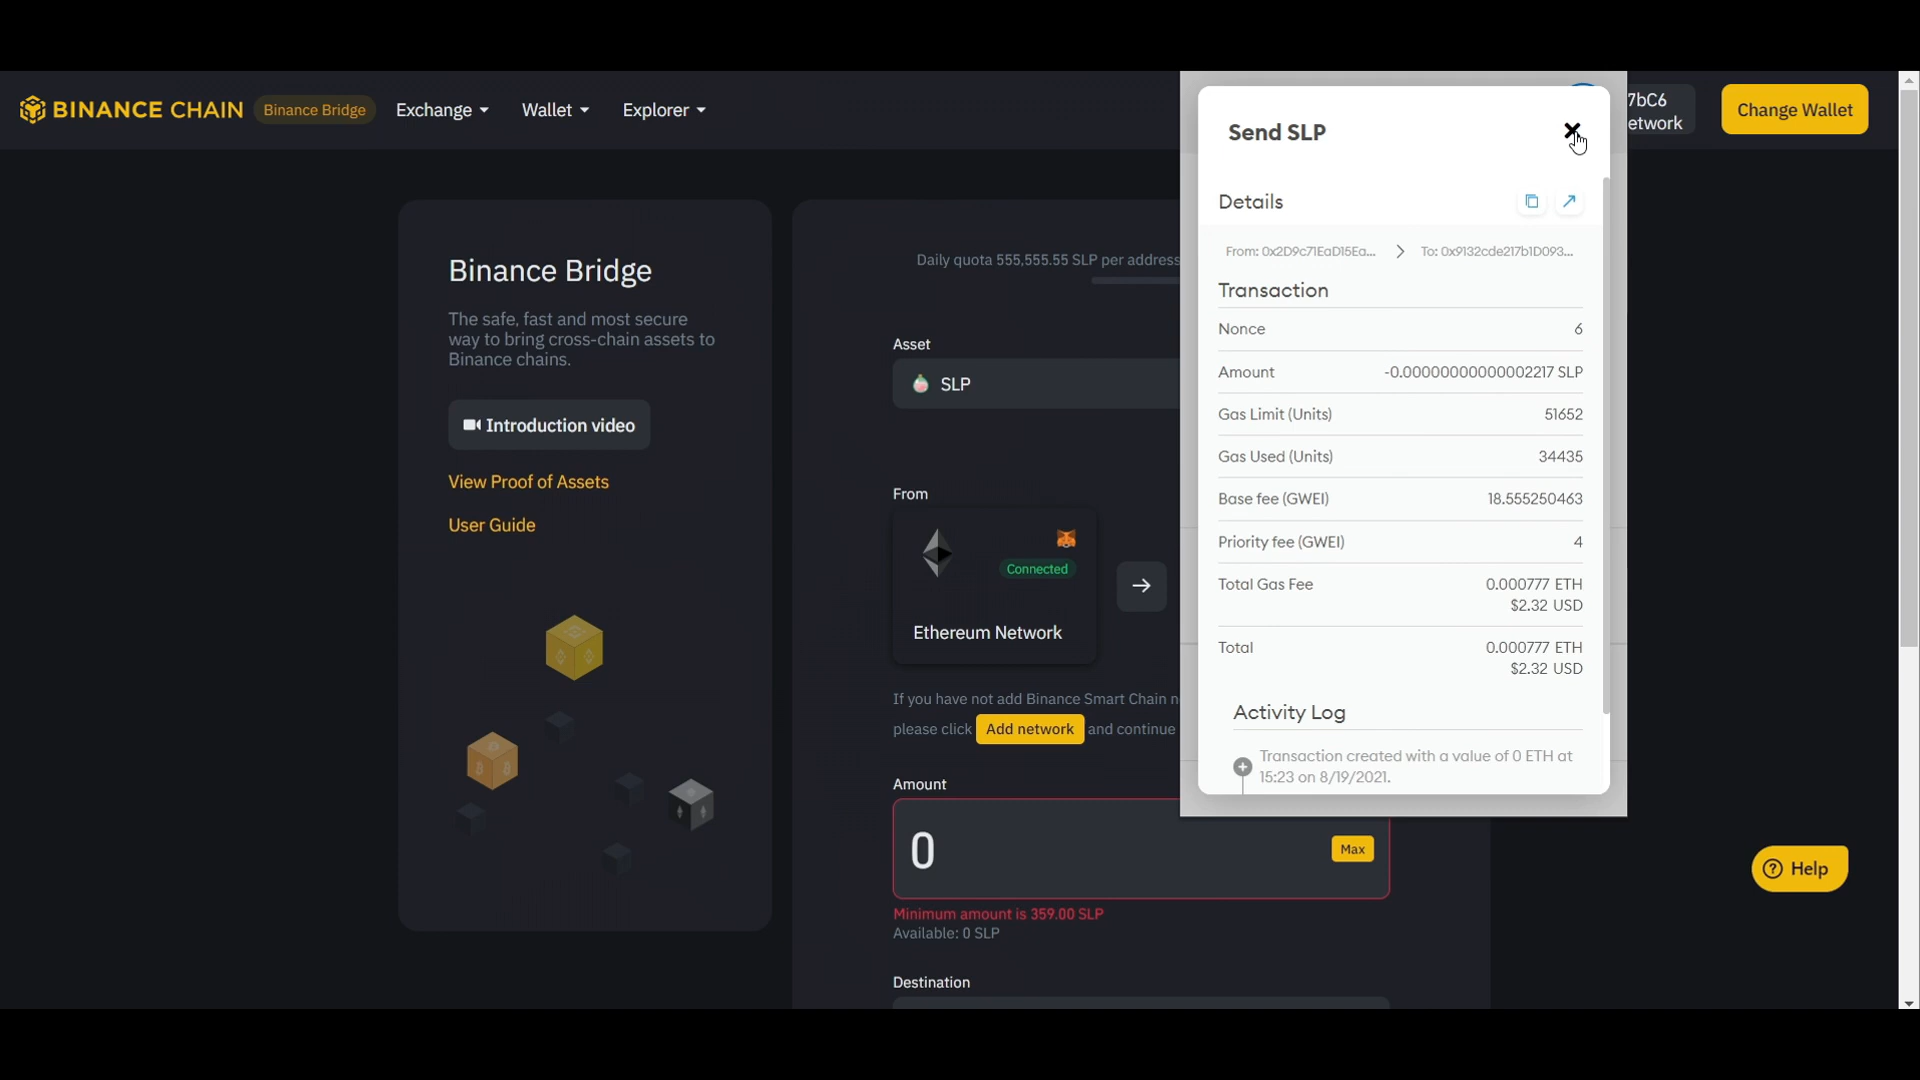 BINANCE CHAIN
Binance Bridge
Exchange
Wallet
Explorer
7bC6
etwork
Change Wallet
Binance Bridge
The safe, fast and most secure
way to bring cross-chain assets to
Binance chains.
Introduction video
View Proof of Assets
User Guide
Daily quota 555,555.55 SLP per address
Asset
SLP
From
Connected
Ethereum Network
If you have not add Binance Smart Chain n
please click Add network and continue
Amount
0
Max
Minimum amount is 359.00 SLP
Available: 0 SLP
Destination
Send SLP
Details
From: 0x2D9c71EaD15Ea... > To: 0x9132cde217b1D093...
Transaction
Nonce 6
Amount -0.00000000000002217 SLP
Gas Limit (Units) 51652
Gas Used (Units) 34435
Base fee (GWEI) 18.555250463
Priority fee (GWEI) 4
Total Gas Fee 0.000777 ETH
$2.32 USD
Total 0.000777 ETH
$2.32 USD
Activity Log
Transaction created with a value of 0 ETH at
15:23 on 8/19/2021.
Help